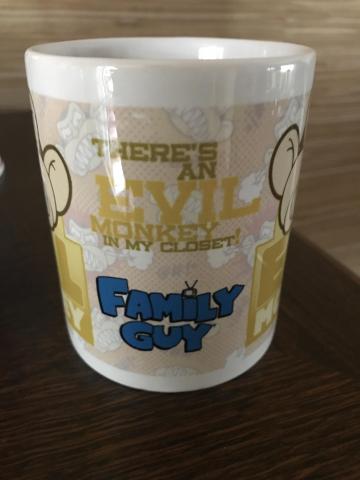 THERE'S
AN
EVIL
MONKEY
IN MY CLOSET!
FAMILY
GUY